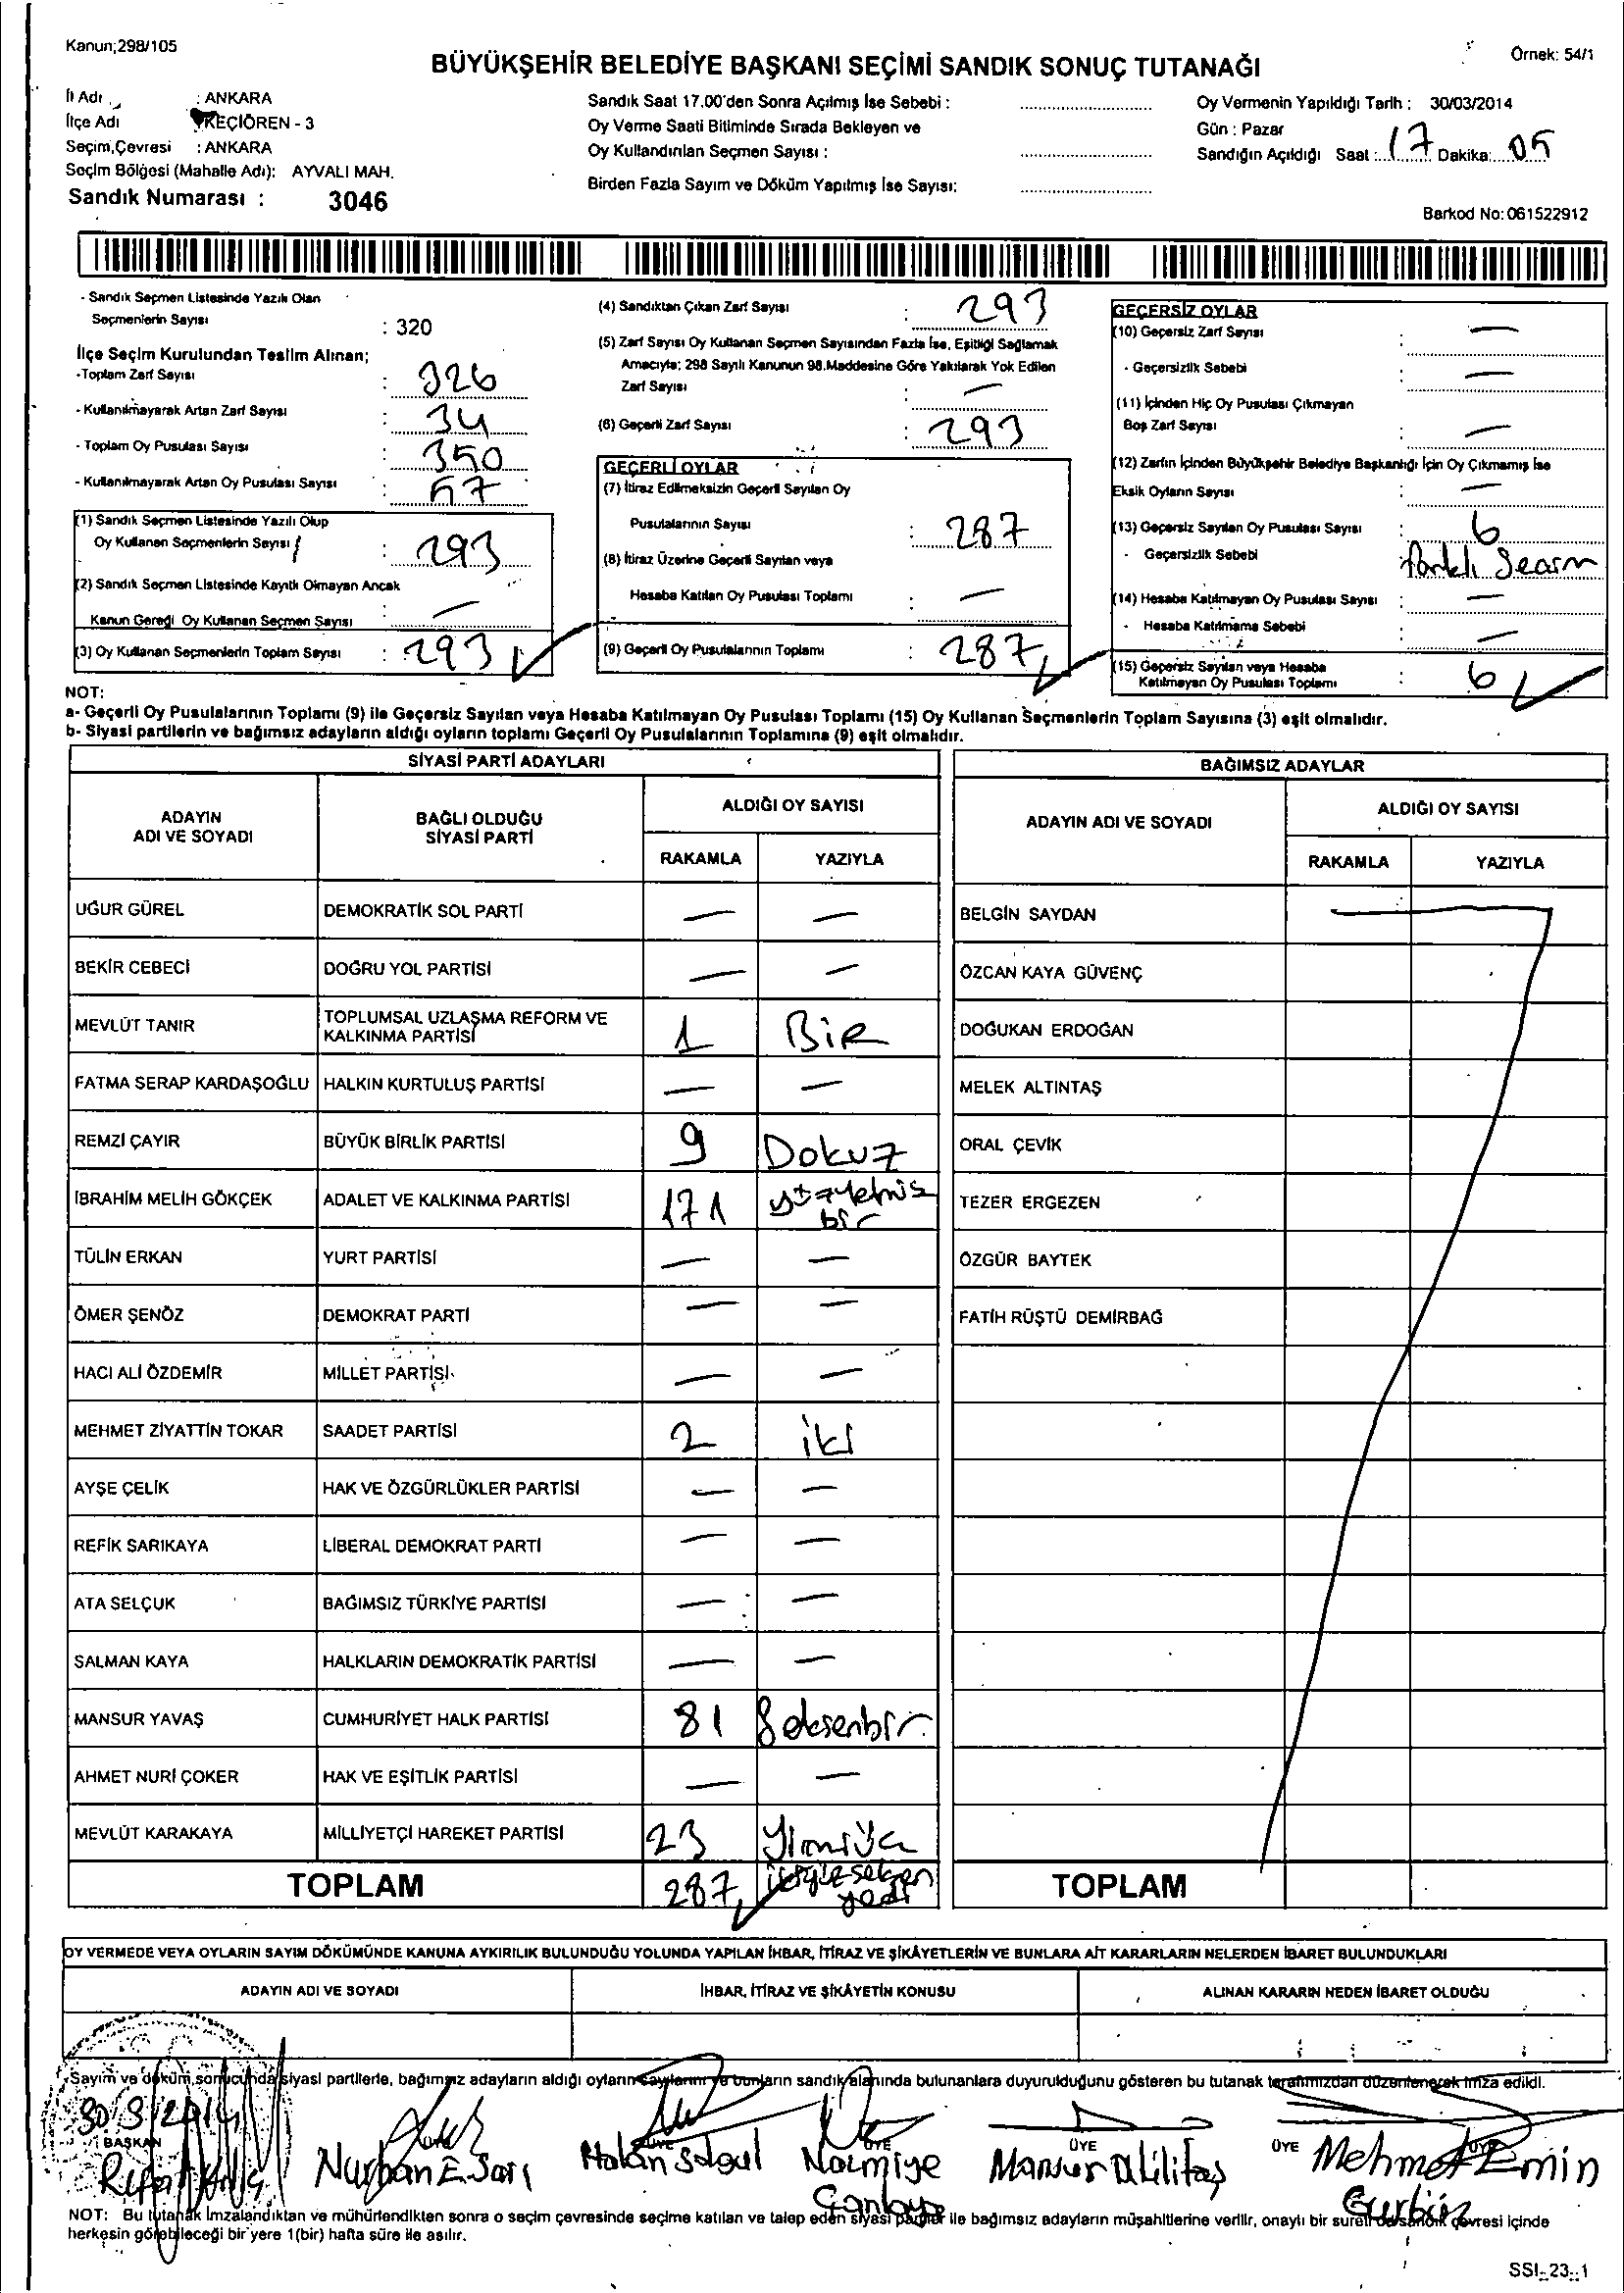 Kanun;298/105
Örnek: 54/1
BÜYÜKŞEHİR BELEDİYE BAŞKANI SEÇİMİ SANDIK SONUÇ TUTANAĞI
İl Adı : ANKARA
İlçe Adı KEÇİÖREN - 3
Seçim Çevresi : ANKARA
Seçim Bölgesi (Mahalle Adı): AYVALI MAH.
Sandık Numarası : 3046
Sandık Saat 17.00'den Sonra Açılmış İse Sebebi :
Oy Verme Saati Bitiminde Sırada Bekleyen ve
Oy Kullandırılan Seçmen Sayısı :
Birden Fazla Sayım ve Döküm Yapılmış İse Sayısı:
Oy Vermenin Yapıldığı Tarih : 30/03/2014
Gün : Pazar
Sandığın Açıldığı Saat : 17 Dakika: 05
Barkod No: 061522912
- Sandık Seçmen Listesinde Yazılı Olan
Seçmenlerin Sayısı : 320
İlçe Seçim Kurulundan Teslim Alınan;
-Toplam Zarf Sayısı : 326
- Kullanılmayarak Artan Zarf Sayısı : 34
- Toplam Oy Pusulası Sayısı : 350
- Kullanılmayarak Artan Oy Pusulası Sayısı : 57
(1) Sandık Seçmen Listesinde Yazılı Olup
Oy Kullanan Seçmenlerin Sayısı : 293
(2) Sandık Seçmen Listesinde Kayıtlı Olmayan Ancak
Kanun Gereği Oy Kullanan Seçmen Sayısı : —
(3) Oy Kullanan Seçmenlerin Toplam Sayısı : 293
(4) Sandıktan Çıkan Zarf Sayısı : 293
(5) Zarf Sayısı Oy Kullanan Seçmen Sayısından Fazla İse, Eşitliği Sağlamak
Amacıyla; 298 Sayılı Kanunun 98.Maddesine Göre Yakılarak Yok Edilen
Zarf Sayısı : —
(6) Geçerli Zarf Sayısı : 293
GEÇERLİ OYLAR
(7) İtiraz Edilmeksizin Geçerli Sayılan Oy
Pusulalarının Sayısı : 287
(8) İtiraz Üzerine Geçerli Sayılan veya
Hesaba Katılan Oy Pusulası Toplamı : —
(9) Geçerli Oy Pusulalarının Toplamı : 287
GEÇERSİZ OYLAR
(10) Geçersiz Zarf Sayısı : —
- Geçersizlik Sebebi : —
(11) İçinden Hiç Oy Pusulası Çıkmayan
Boş Zarf Sayısı : —
(12) Zarfın İçinden Büyükşehir Belediye Başkanlığı İçin Oy Çıkmamış İse
Eksik Oyların Sayısı : —
(13) Geçersiz Sayılan Oy Pusulası Sayısı : 6
- Geçersizlik Sebebi farklı
(14) Hesaba Katılmayan Oy Pusulası Sayısı : —
- Hesaba Katılmama Sebebi : —
(15) Geçersiz Sayılan veya Hesaba
Katılmayan Oy Pusulası Toplamı : 6
NOT:
a- Geçerli Oy Pusulalarının Toplamı (9) ile Geçersiz Sayılan veya Hesaba Katılmayan Oy Pusulası Toplamı (15) Oy Kullanan Seçmenlerin Toplam Sayısına (3) eşit olmalıdır.
b- Siyasi partilerin ve bağımsız adayların aldığı oyların toplamı Geçerli Oy Pusulalarının Toplamına (9) eşit olmalıdır.
SİYASİ PARTİ ADAYLARI
ADAYIN ADI VE SOYADI
BAĞLI OLDUĞU SİYASİ PARTİ
ALDIĞI OY SAYISI
RAKAMLA YAZIYLA
UĞUR GÜREL DEMOKRATİK SOL PARTİ — —
BEKİR CEBECİ DOĞRU YOL PARTİSİ — —
MEVLÜT TANIR TOPLUMSAL UZLAŞMA REFORM VE KALKINMA PARTİSİ 1 BİR
FATMA SERAP KARDAŞOĞLU HALKIN KURTULUŞ PARTİSİ — —
REMZİ ÇAYIR BÜYÜK BİRLİK PARTİSİ 9 Dokuz
İBRAHİM MELİH GÖKÇEK ADALET VE KALKINMA PARTİSİ 171 yüzyetmiş bir
TÜLİN ERKAN YURT PARTİSİ — —
ÖMER ŞENÖZ DEMOKRAT PARTİ — —
HACI ALİ ÖZDEMİR MİLLET PARTİSİ — —
MEHMET ZİYATTİN TOKAR SAADET PARTİSİ 2 iki
AYŞE ÇELİK HAK VE ÖZGÜRLÜKLER PARTİSİ — —
REFİK SARIKAYA LİBERAL DEMOKRAT PARTİ — —
ATA SELÇUK BAĞIMSIZ TÜRKİYE PARTİSİ — —
SALMAN KAYA HALKLARIN DEMOKRATİK PARTİSİ — —
MANSUR YAVAŞ CUMHURİYET HALK PARTİSİ 81 Seksenbir
AHMET NURİ ÇOKER HAK VE EŞİTLİK PARTİSİ — —
MEVLÜT KARAKAYA MİLLİYETÇİ HAREKET PARTİSİ 23
TOPLAM 287 ikiyüzseksen yedi
BAĞIMSIZ ADAYLAR
ADAYIN ADI VE SOYADI
ALDIĞI OY SAYISI
RAKAMLA YAZIYLA
BELGİN SAYDAN
ÖZCAN KAYA GÜVENÇ
DOĞUKAN ERDOĞAN
MELEK ALTINTAŞ
ORAL ÇEVİK
TEZER ERGEZEN
ÖZGÜR BAYTEK
FATİH RÜŞTÜ DEMİRBAĞ
TOPLAM
OY VERMEDE VEYA OYLARIN SAYIM DÖKÜMÜNDE KANUNA AYKIRILIK BULUNDUĞU YOLUNDA YAPILAN İHBAR, İTİRAZ VE ŞİKÂYETLERİN VE BUNLARA AİT KARARLARIN NELERDEN İBARET BULUNDUKLARI
ADAYIN ADI VE SOYADI
İHBAR, İTİRAZ VE ŞİKÂYETİN KONUSU
ALINAN KARARIN NEDEN İBARET OLDUĞU
Sayım ve döküm sonucunda siyasi partilerle, bağımsız adayların aldığı oyların sayılarını ve bunların sandık alanında bulunanlara duyurulduğunu gösteren bu tutanak tarafımızdan düzenlenerek imza edildi.
30/3/2014
BAŞKAN ÜYE ÜYE ÜYE ÜYE
Nurhan E. Sarı Hakan Mansur Mehmet Emin
Gürbüz
NOT: Bu tutanak imzalandıktan ve mühürlendikten sonra o seçim çevresinde seçime katılan ve talep eden siyasi partiler ile bağımsız adayların müşahitlerine verilir, onaylı bir sureti de sandık çevresi içinde
herkesin görebileceği bir yere 1(bir) hafta süre ile asılır.
SSI_23_1